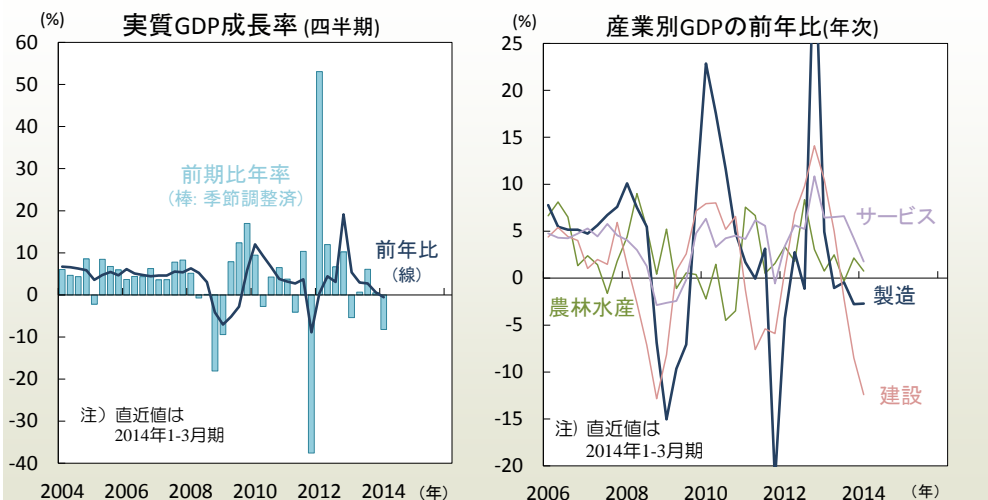 (%)
実質GDP成長率 (四半期)
60
50
40
30
20
10
0
-10
-20
-30
-40
前期比年率
(棒: 季節調整済)
前年比
(線)
注）直近値は
2014年1-3月期
2004 2006 2008 2010 2012 2014 (年)
(%)
産業別GDPの前年比(年次)
25
20
15
10
5
0
-5
-10
-15
-20
サービス
農林水産
製造
建設
注) 直近値は
2014年1-3月期
2006 2008 2010 2012 2014 (年)